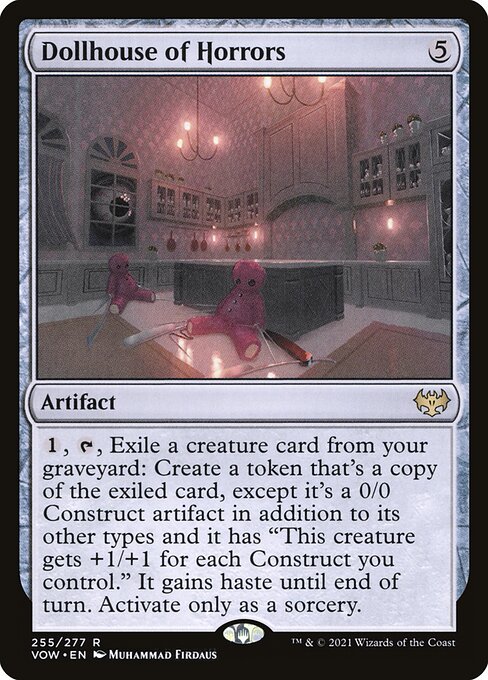 Dollhouse of Horrors 5
Artifact
1, T, Exile a creature card from your
graveyard: Create a token that's a copy
of the exiled card, except it's a 0/0
Construct artifact in addition to its
other types and it has “This creature
gets +1/+1 for each Construct you
control.” It gains haste until end of
turn. Activate only as a sorcery.
255/277 R
VOW • EN Muhammad Firdaus
™ & © 2021 Wizards of the Coast